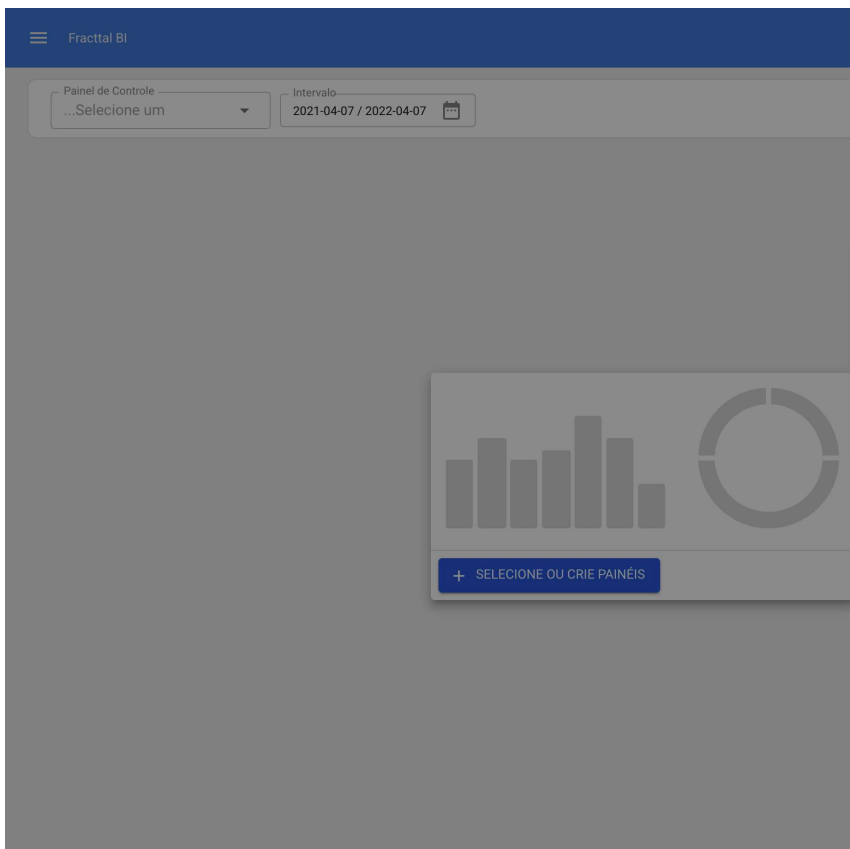 Fracttal BI
Painel de Controle
...Selecione um
Intervalo
2021-04-07 / 2022-04-07
+ SELECIONE OU CRIE PAINÉIS